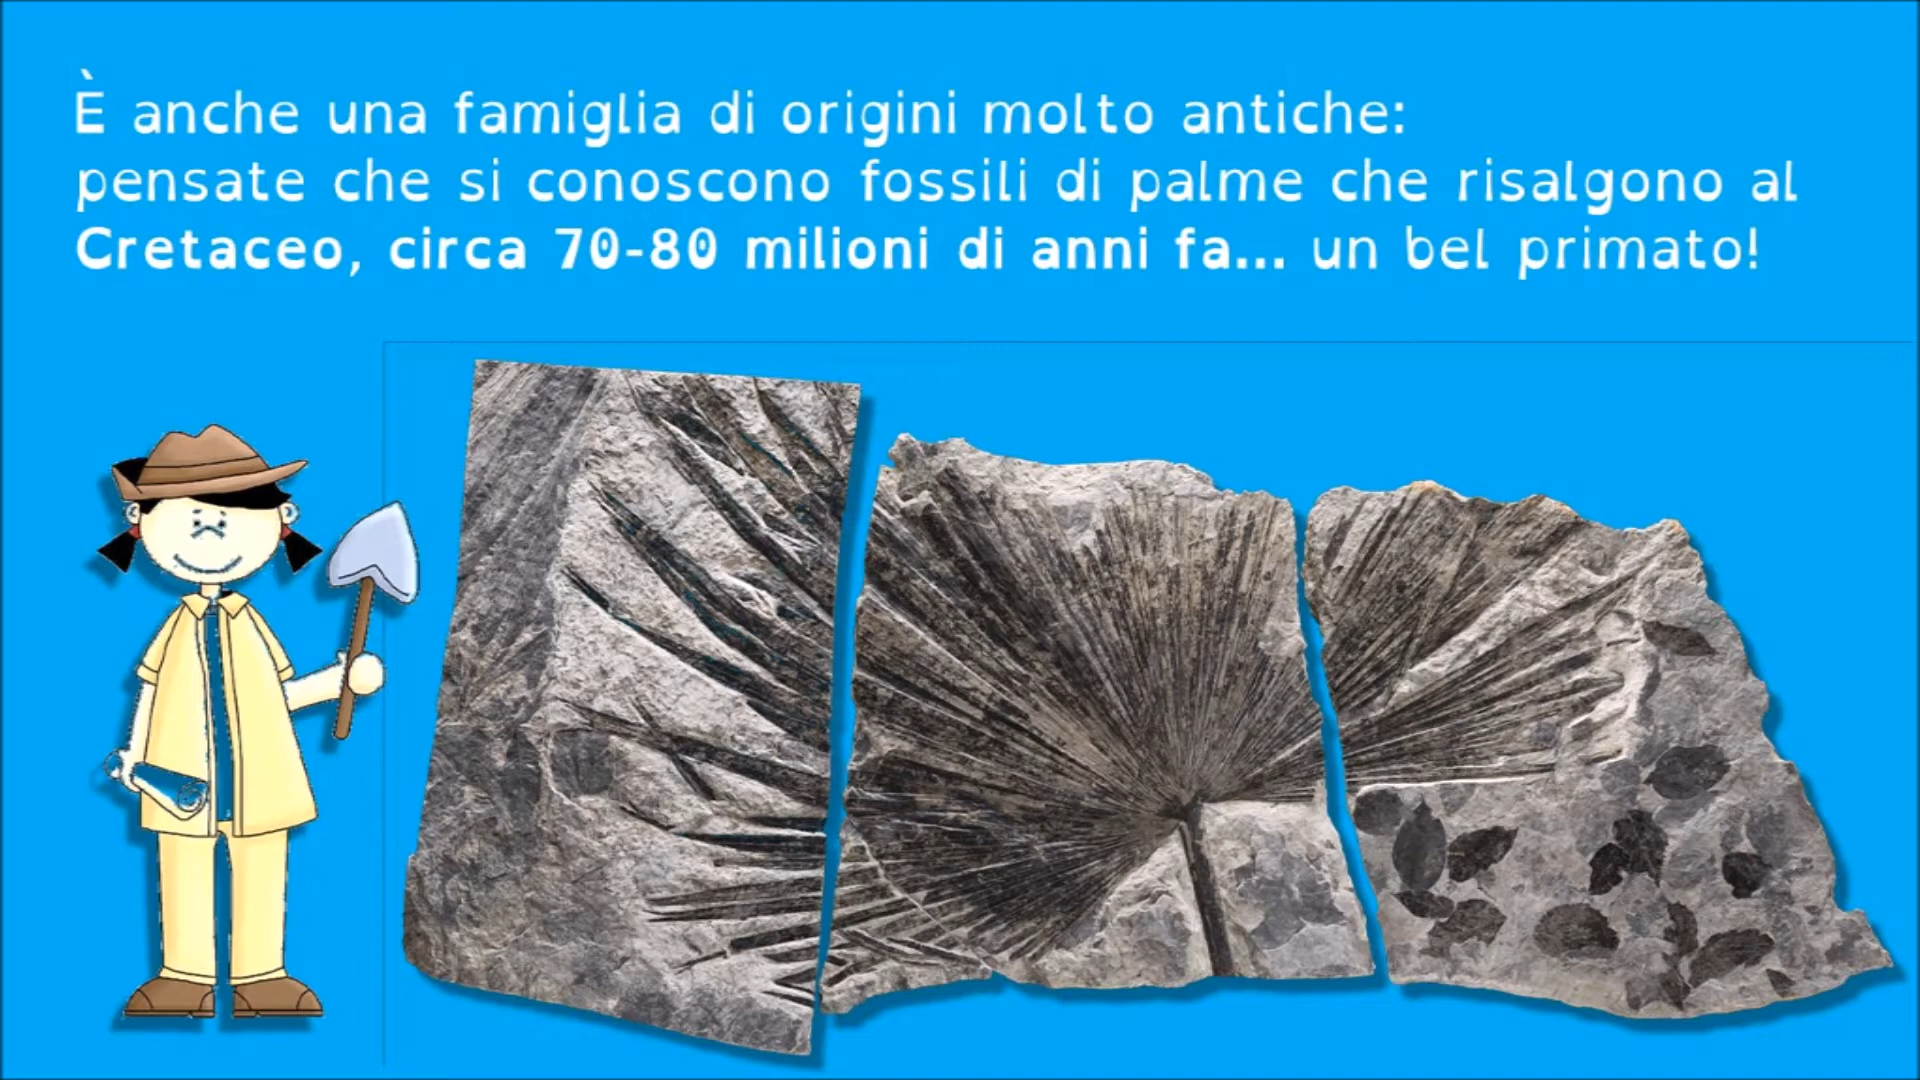 È anche una famiglia di origini molto antiche:
pensate che si conoscono fossili di palme che risalgono al
Cretaceo, circa 70-80 milioni di anni fa... un bel primato!